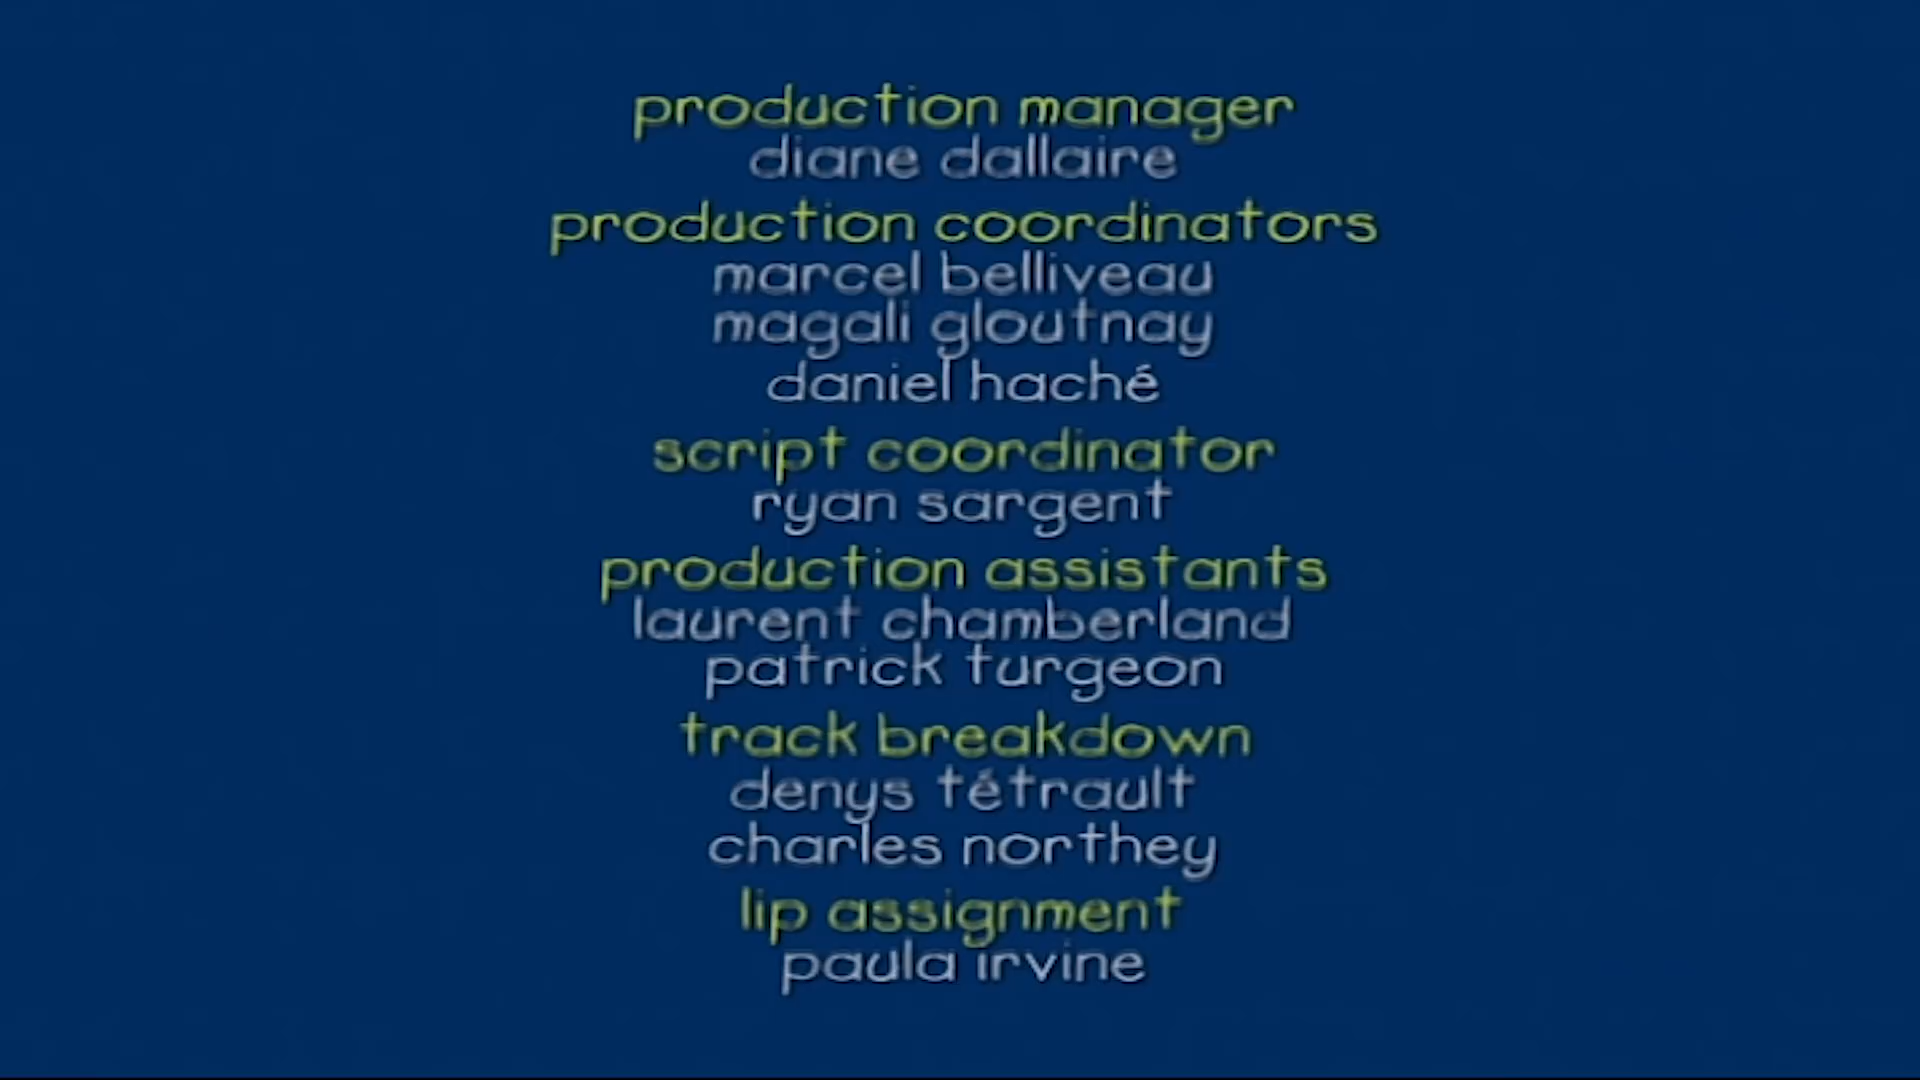 production manager
diane dallaire
production coordinators
marcel belliveau
magali gloutnay
daniel haché
script coordinator
ryan sargent
production assistants
laurent chamberland
patrick turgeon
track breakdown
denys tétrault
charles northey
lip assignment
paula irvine